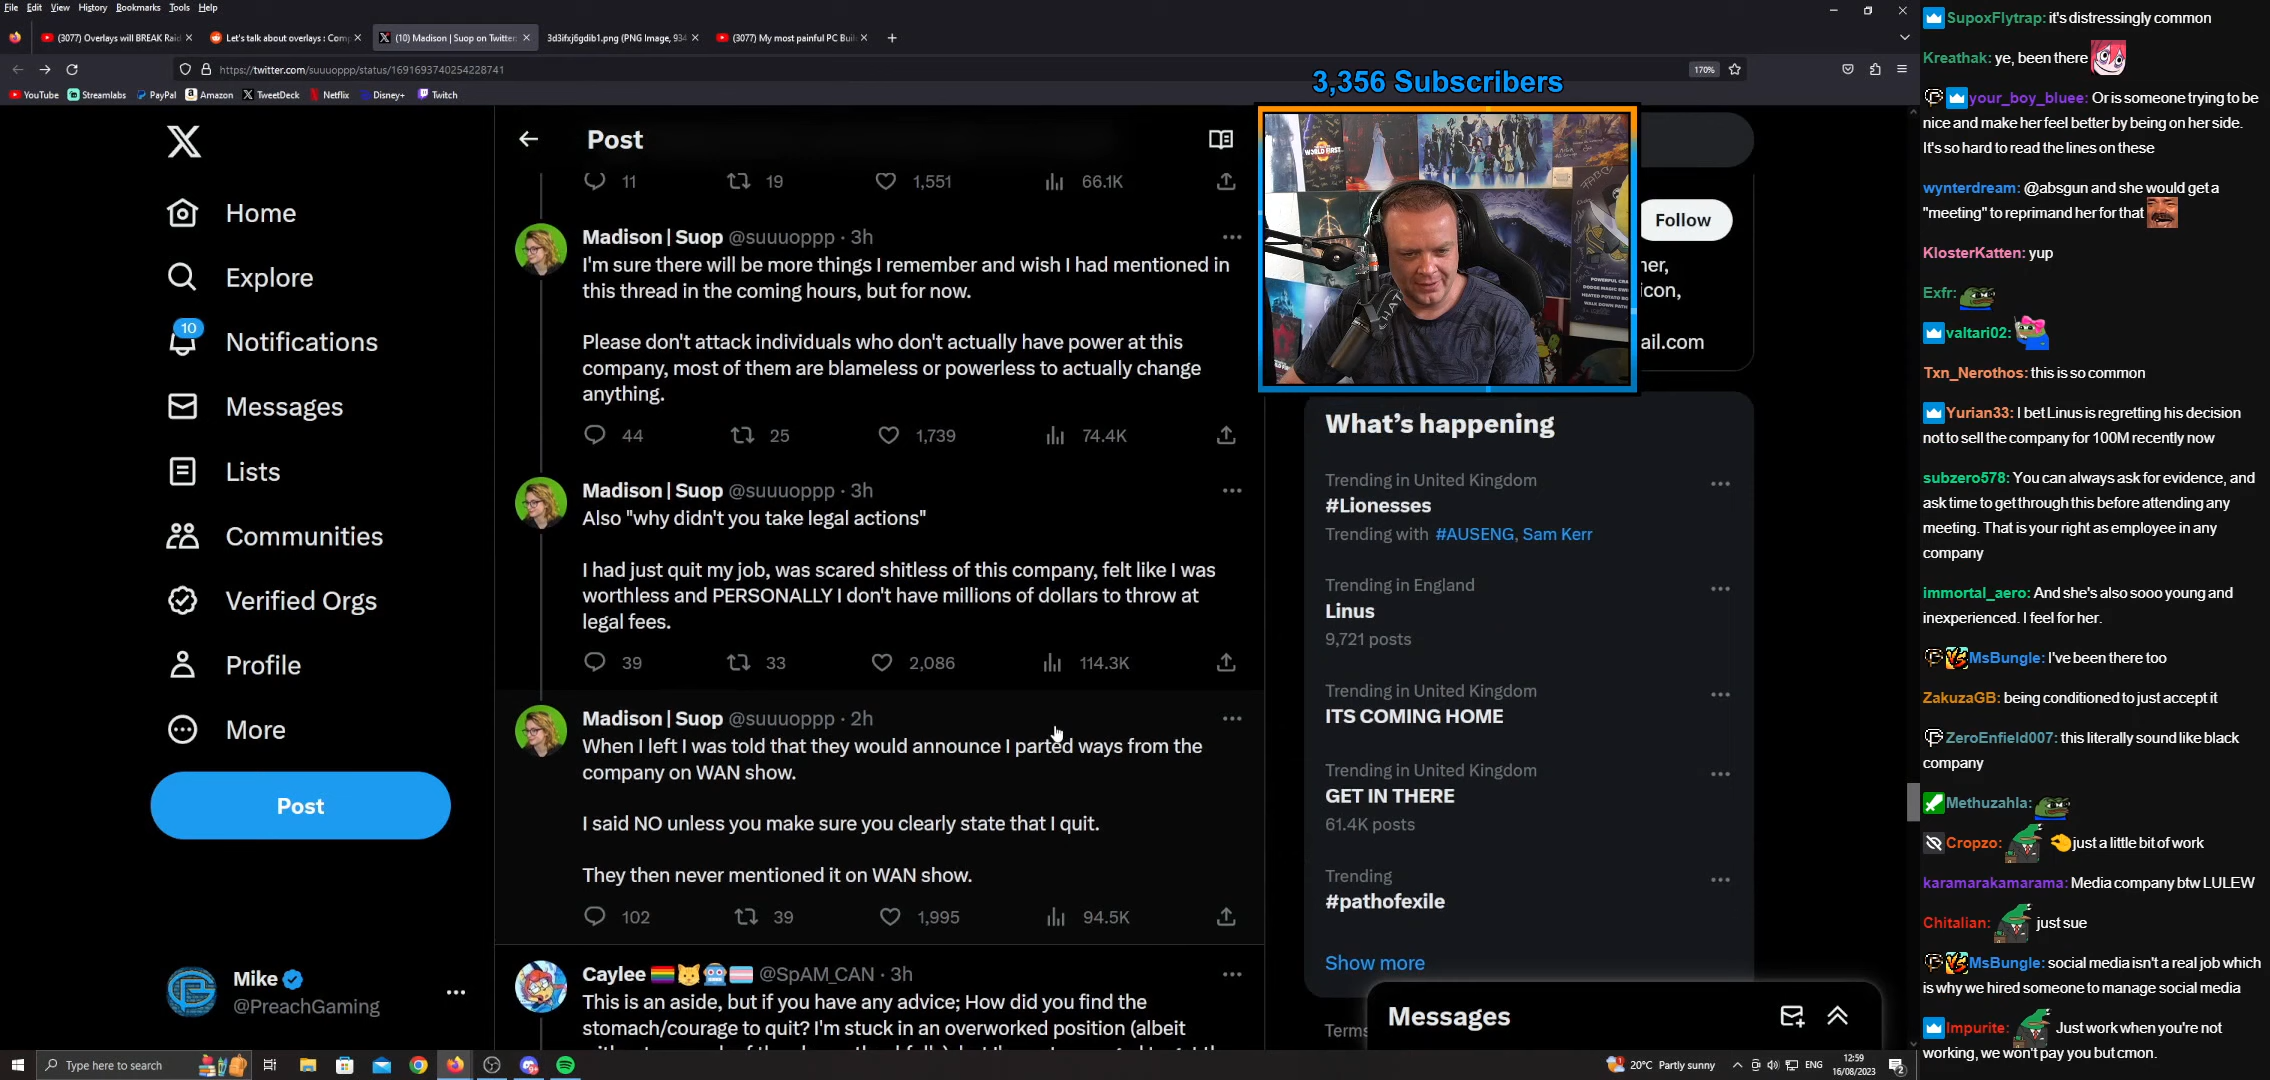 File Edit View History Bookmarks Tools Help
(3077) Overlays will BREAK Raid
Let's talk about overlays : Com
(10) Madison | Suop on Twitter:
3d3ifxj6gdib1.png (PNG Image, 934
(3077) My most painful PC Buil
https://twitter.com/suuuoppp/status/1691693740254228741
170%
YouTube Streamlabs PayPal Amazon TweetDeck Netflix Disney+ Twitch
3,356 Subscribers
Home
Explore
10
Notifications
Messages
Lists
Communities
Verified Orgs
Profile
More
Post
Mike
@PreachGaming
Post
11 19 1,551 66.1K
Madison | Suop @suuuoppp · 3h
I'm sure there will be more things I remember and wish I had mentioned in
this thread in the coming hours, but for now.
Please don't attack individuals who don't actually have power at this
company, most of them are blameless or powerless to actually change
anything.
44 25 1,739 74.4K
Madison | Suop @suuuoppp · 3h
Also "why didn't you take legal actions"
I had just quit my job, was scared shitless of this company, felt like I was
worthless and PERSONALLY I don't have millions of dollars to throw at
legal fees.
39 33 2,086 114.3K
Madison | Suop @suuuoppp · 2h
When I left I was told that they would announce I parted ways from the
company on WAN show.
I said NO unless you make sure you clearly state that I quit.
They then never mentioned it on WAN show.
102 39 1,995 94.5K
Caylee @SpAM_CAN · 3h
This is an aside, but if you have any advice; How did you find the
stomach/courage to quit? I'm stuck in an overworked position (albeit
WORLD FIRST
Follow
ner,
icon,
ail.com
What's happening
Trending in United Kingdom
#Lionesses
Trending with #AUSENG, Sam Kerr
Trending in England
Linus
9,721 posts
Trending in United Kingdom
ITS COMING HOME
Trending in United Kingdom
GET IN THERE
61.4K posts
Trending
#pathofexile
Show more
Terms
Messages
SupoxFlytrap: it's distressingly common
Kreathak: ye, been there
your_boy_bluee: Or is someone trying to be
nice and make her feel better by being on her side.
It's so hard to read the lines on these
wynterdream: @absgun and she would get a
"meeting" to reprimand her for that
KlosterKatten: yup
Exfr:
valtari02:
Txn_Nerothos: this is so common
Yurian33: I bet Linus is regretting his decision
not to sell the company for 100M recently now
subzero578: You can always ask for evidence, and
ask time to get through this before attending any
meeting. That is your right as employee in any
company
immortal_aero: And she's also sooo young and
inexperienced. I feel for her.
MsBungle: I've been there too
ZakuzaGB: being conditioned to just accept it
ZeroEnfield007: this literally sound like black
company
Methuzahla:
Cropzo: just a little bit of work
karamarakamarama: Media company btw LULEW
Chitalian: just sue
MsBungle: social media isn't a real job which
is why we hired someone to manage social media
Impurite: Just work when you're not
working, we won't pay you but cmon.
Type here to search
20°C Partly sunny
ENG
12:59
16/08/2023
2